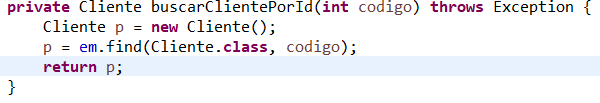 private Cliente buscarClientePorId(int codigo) throws Exception {
    Cliente p = new Cliente();
    p = em.find(Cliente.class, codigo);
    return p;
}